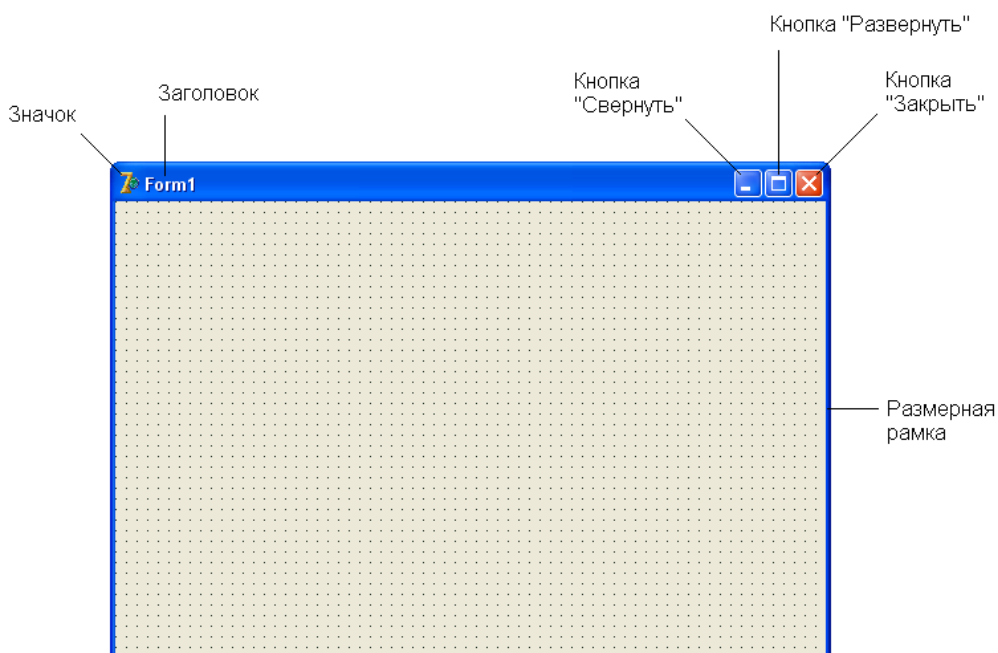 Кнопка "Развернуть"
Кнопка
"Свернуть"
Кнопка
"Закрыть"
Заголовок
Значок
Form1
Размерная
рамка